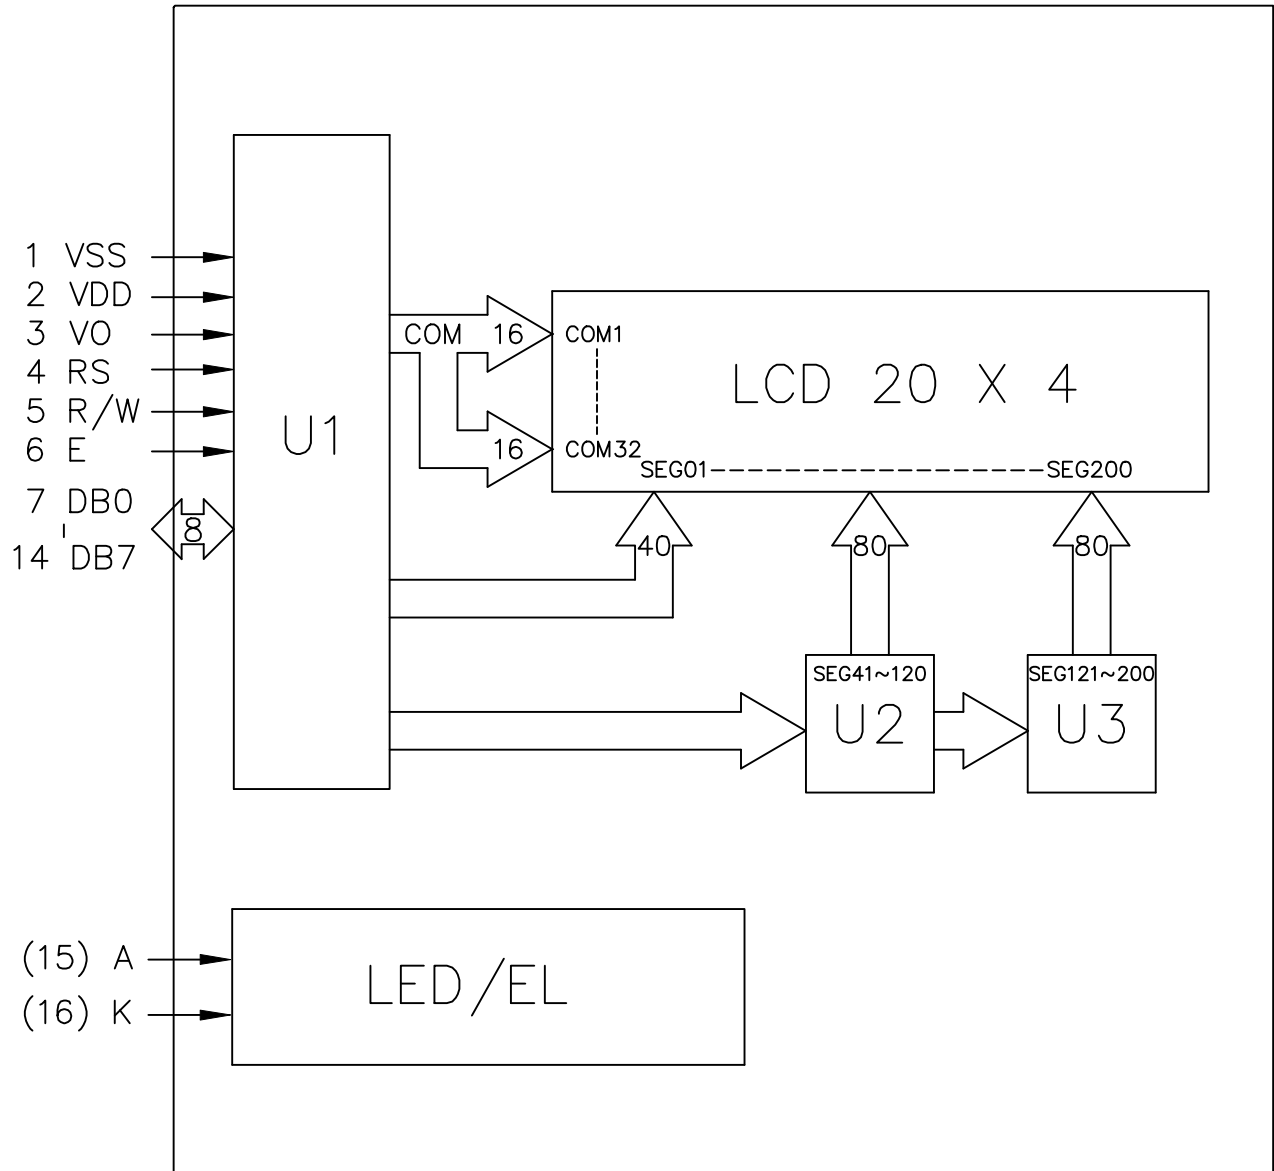 1 VSS
2 VDD
3 VO
4 RS
5 R/W
6 E
7 DB0
14 DB7
8
U1
COM
16
16
COM1
COM32
LCD 20 X 4
SEG01
SEG200
40
80
80
SEG41~120
U2
SEG121~200
U3
(15) A
(16) K
LED/EL